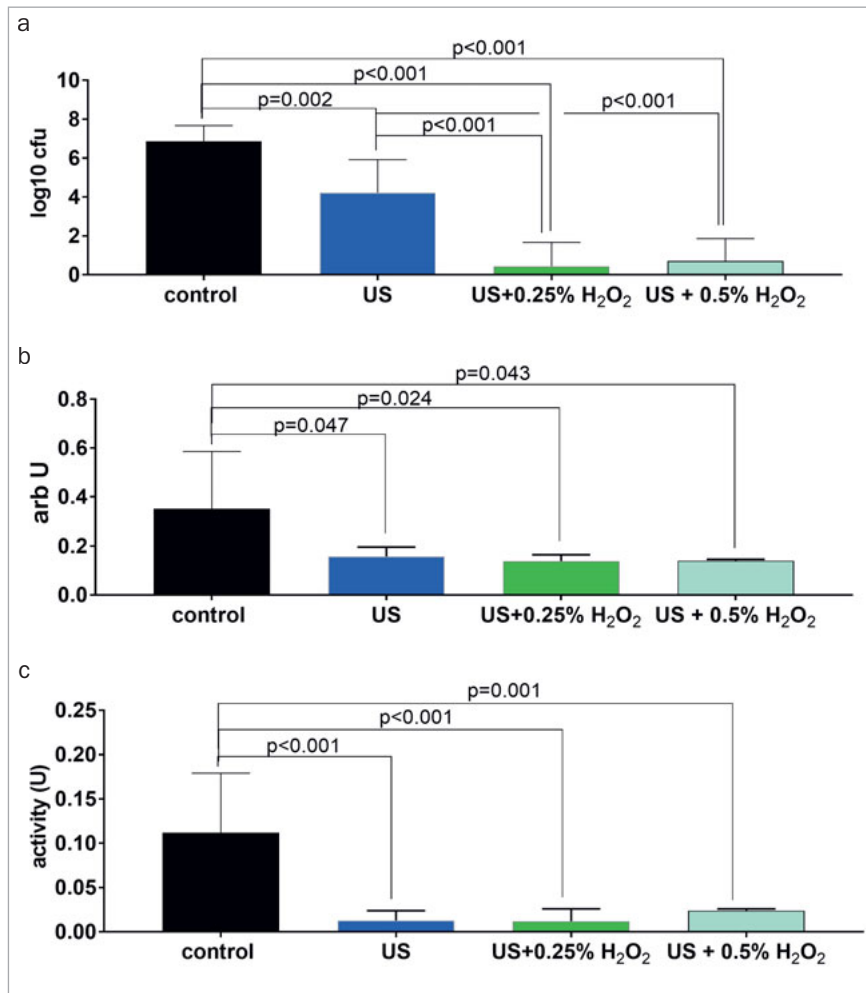 a
p<0.001
p<0.001
p=0.002
p<0.001
p<0.001
log10 cfu
10
8
6
4
2
0
control
US
US+0.25% H₂O₂
US + 0.5% H₂O₂
b
p=0.043
p=0.024
p=0.047
arb U
0.8
0.6
0.4
0.2
0.0
control
US
US+0.25% H₂O₂
US + 0.5% H₂O₂
c
p=0.001
p<0.001
p<0.001
activity (U)
0.25
0.20
0.15
0.10
0.05
0.00
control
US
US+0.25% H₂O₂
US + 0.5% H₂O₂